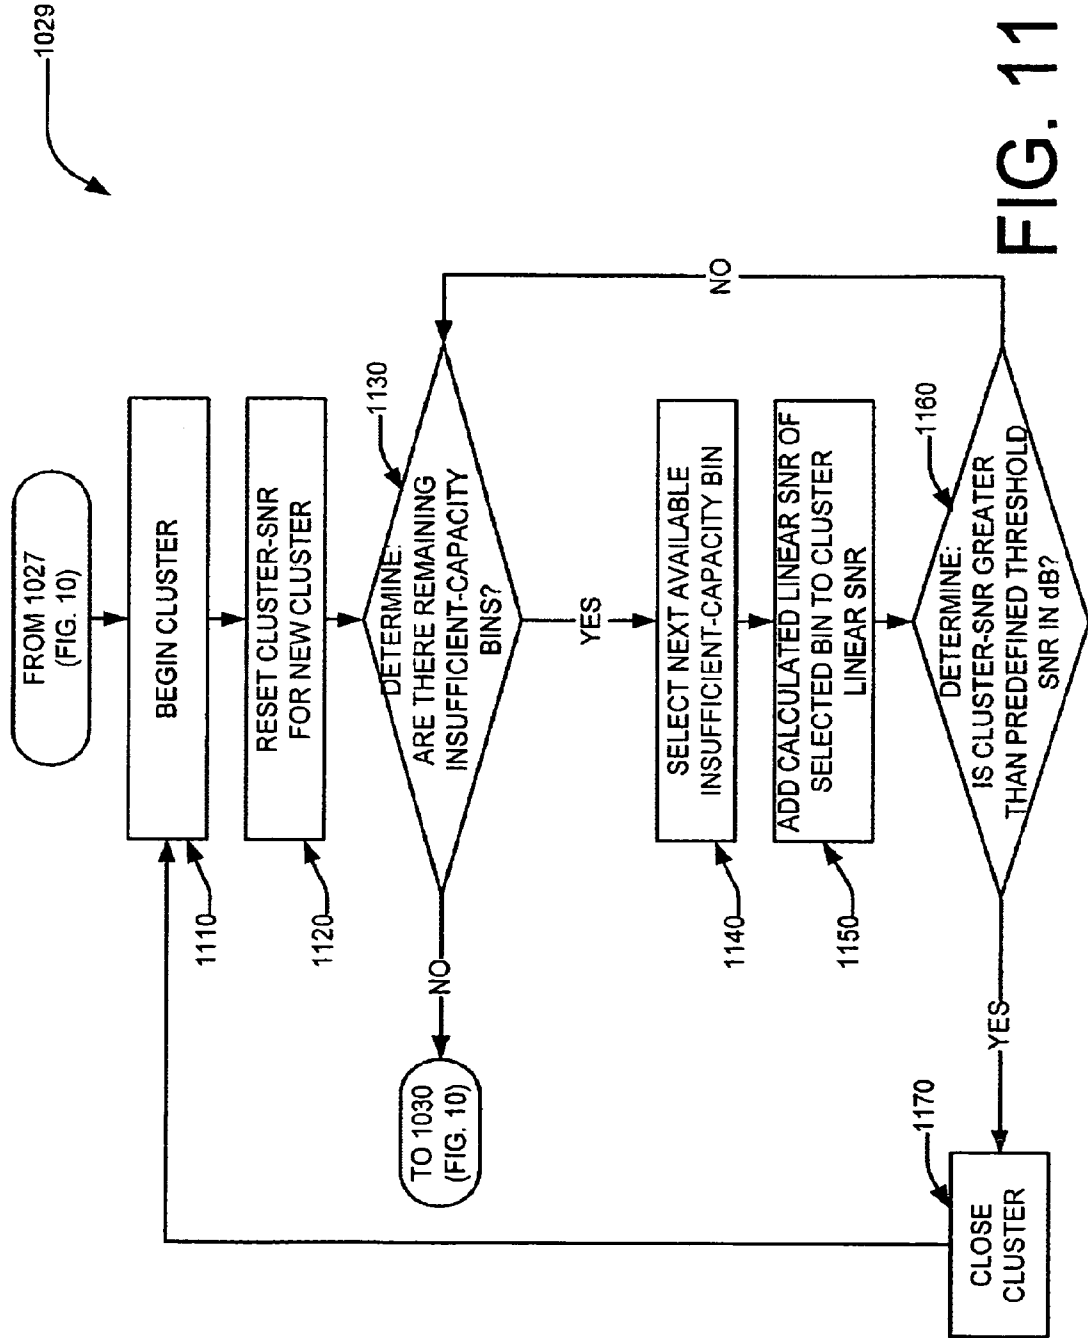 1029
FROM 1027
(FIG. 10)
BEGIN CLUSTER
1110
RESET CLUSTER-SNR
FOR NEW CLUSTER
1120
DETERMINE:
ARE THERE REMAINING
INSUFFICIENT-CAPACITY
BINS?
1130
NO
TO 1030
(FIG. 10)
YES
SELECT NEXT AVAILABLE
INSUFFICIENT-CAPACITY BIN
1140
ADD CALCULATED LINEAR SNR OF
SELECTED BIN TO CLUSTER
LINEAR SNR
1150
DETERMINE:
IS CLUSTER-SNR GREATER
THAN PREDEFINED THRESHOLD
SNR IN dB?
1160
NO
YES
CLOSE
CLUSTER
1170
FIG. 11